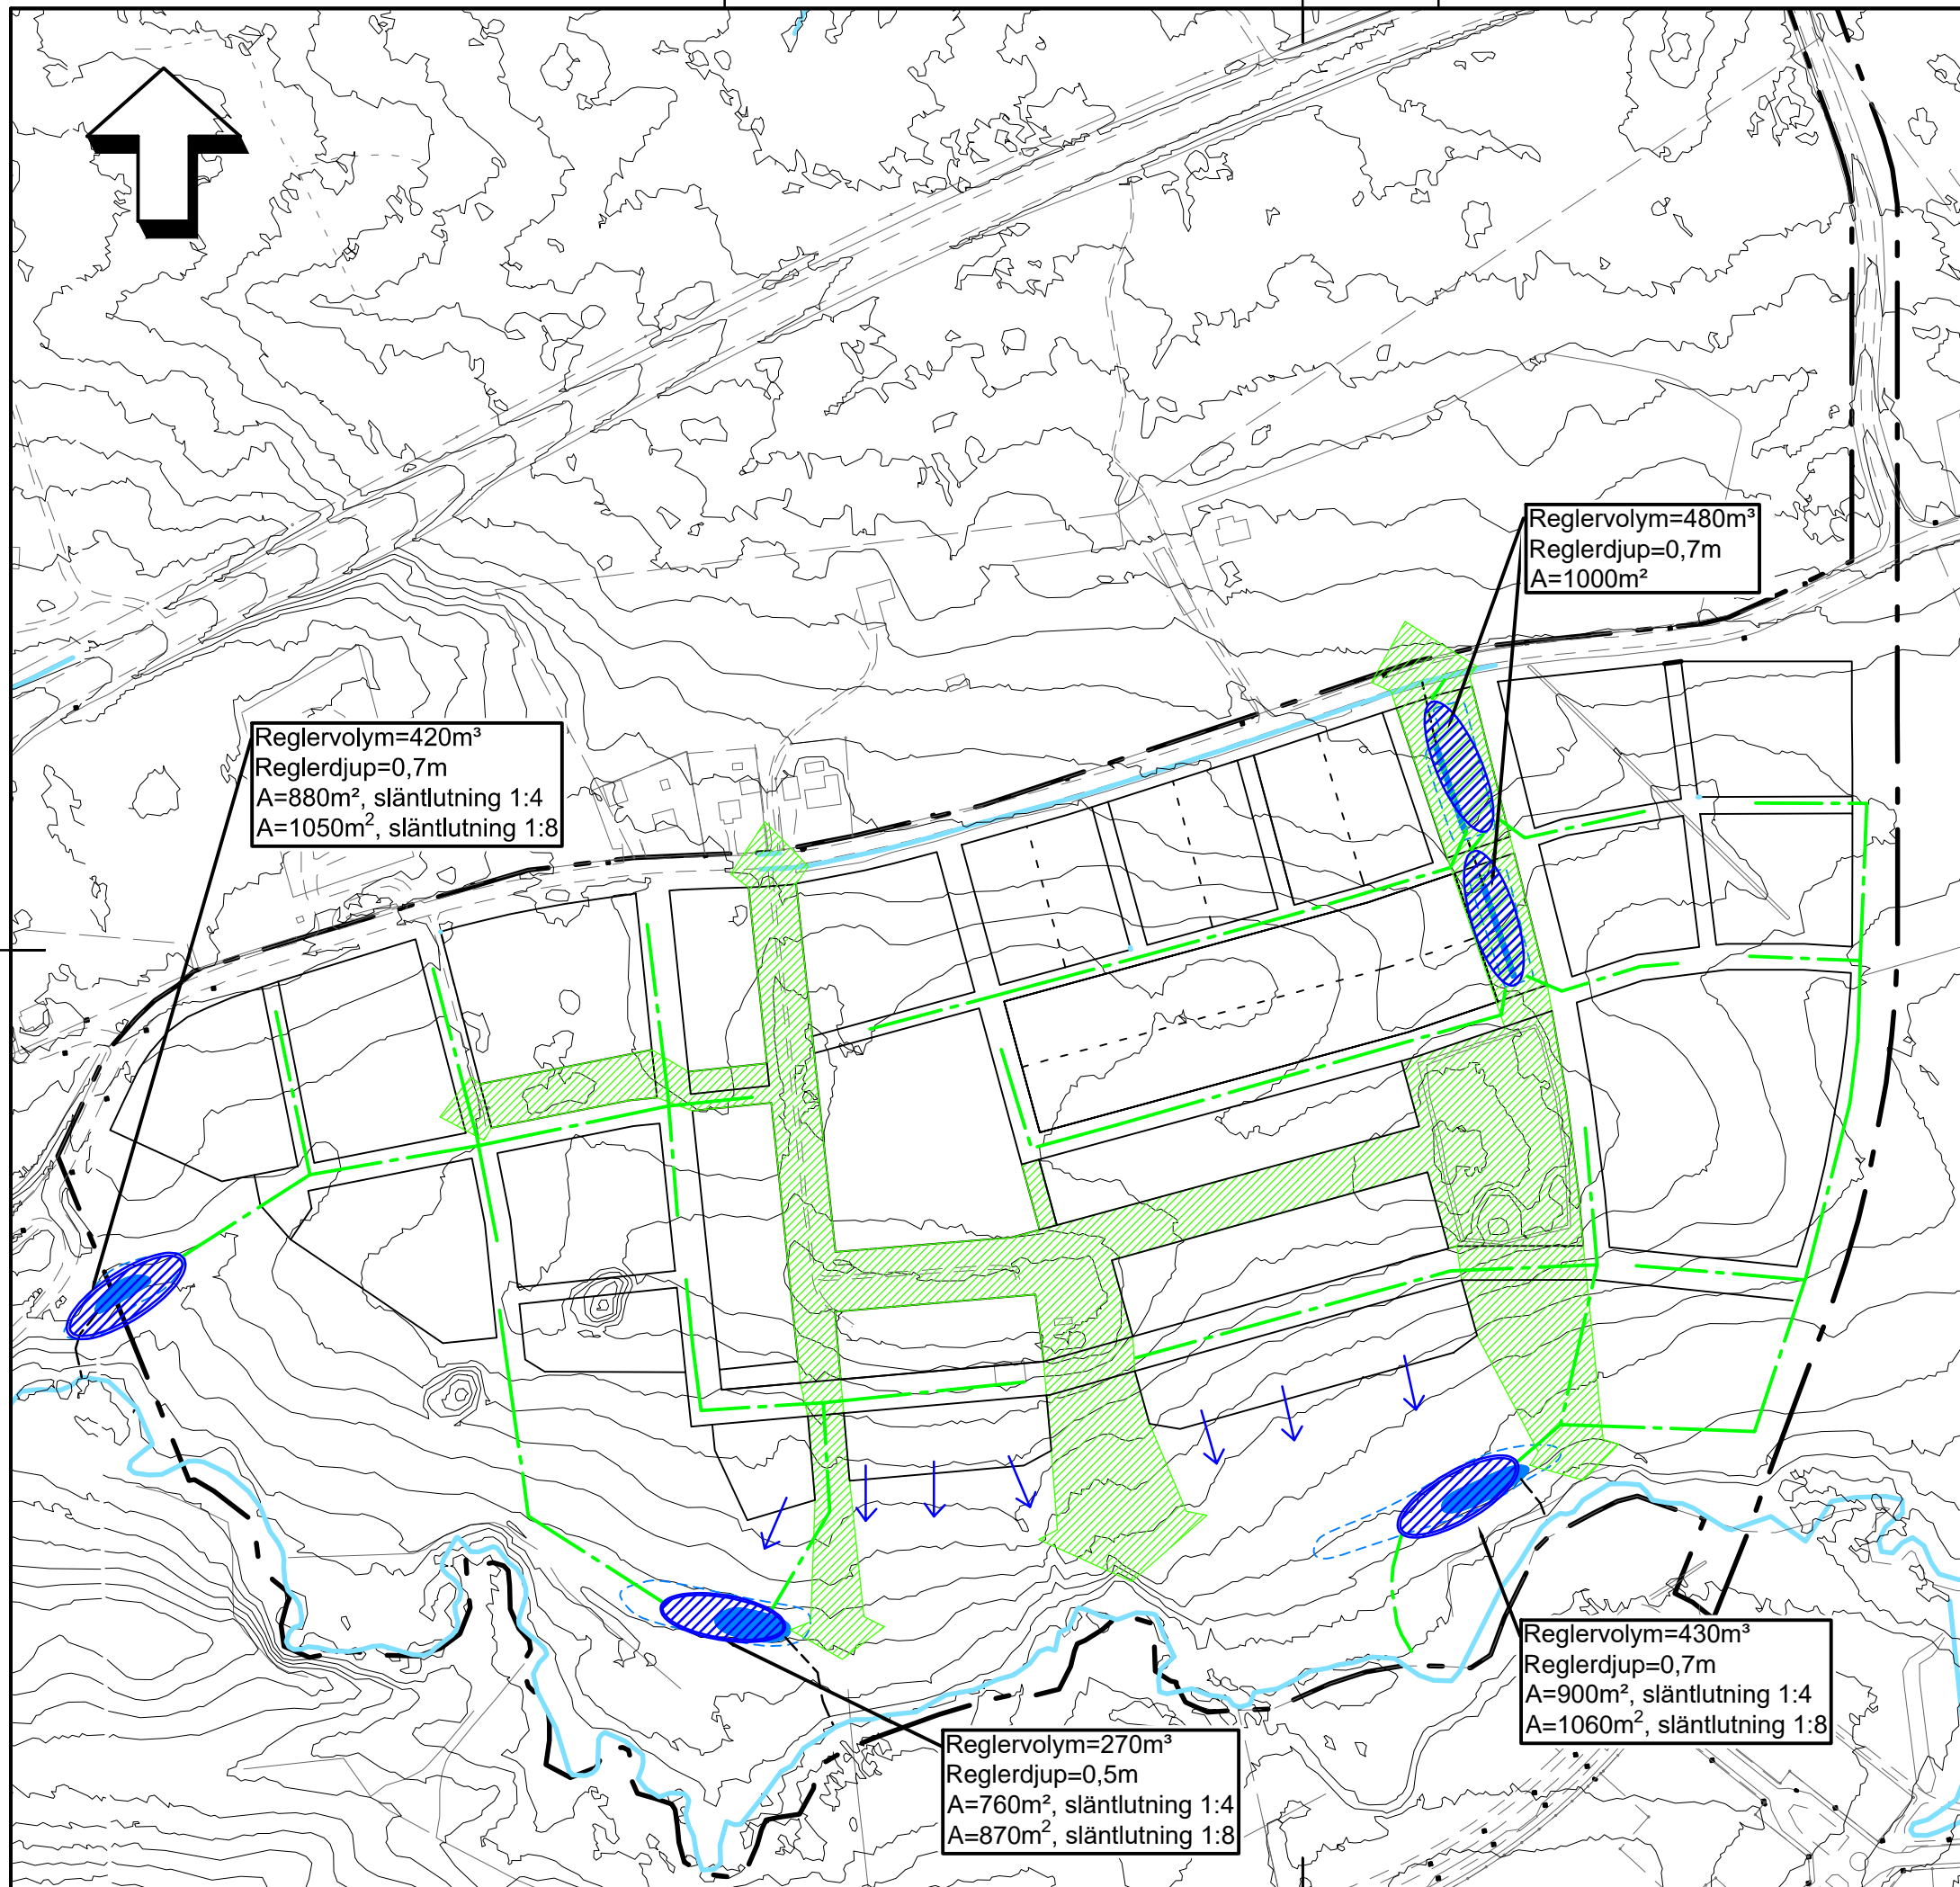 Reglervolym=480m³
Reglerdjup=0,7m
A=1000m²
Reglervolym=420m³
Reglerdjup=0,7m
A=880m², släntlutning 1:4
A=1050m², släntlutning 1:8
Reglervolym=430m³
Reglerdjup=0,7m
A=900m², släntlutning 1:4
A=1060m², släntlutning 1:8
Reglervolym=270m³
Reglerdjup=0,5m
A=760m², släntlutning 1:4
A=870m², släntlutning 1:8